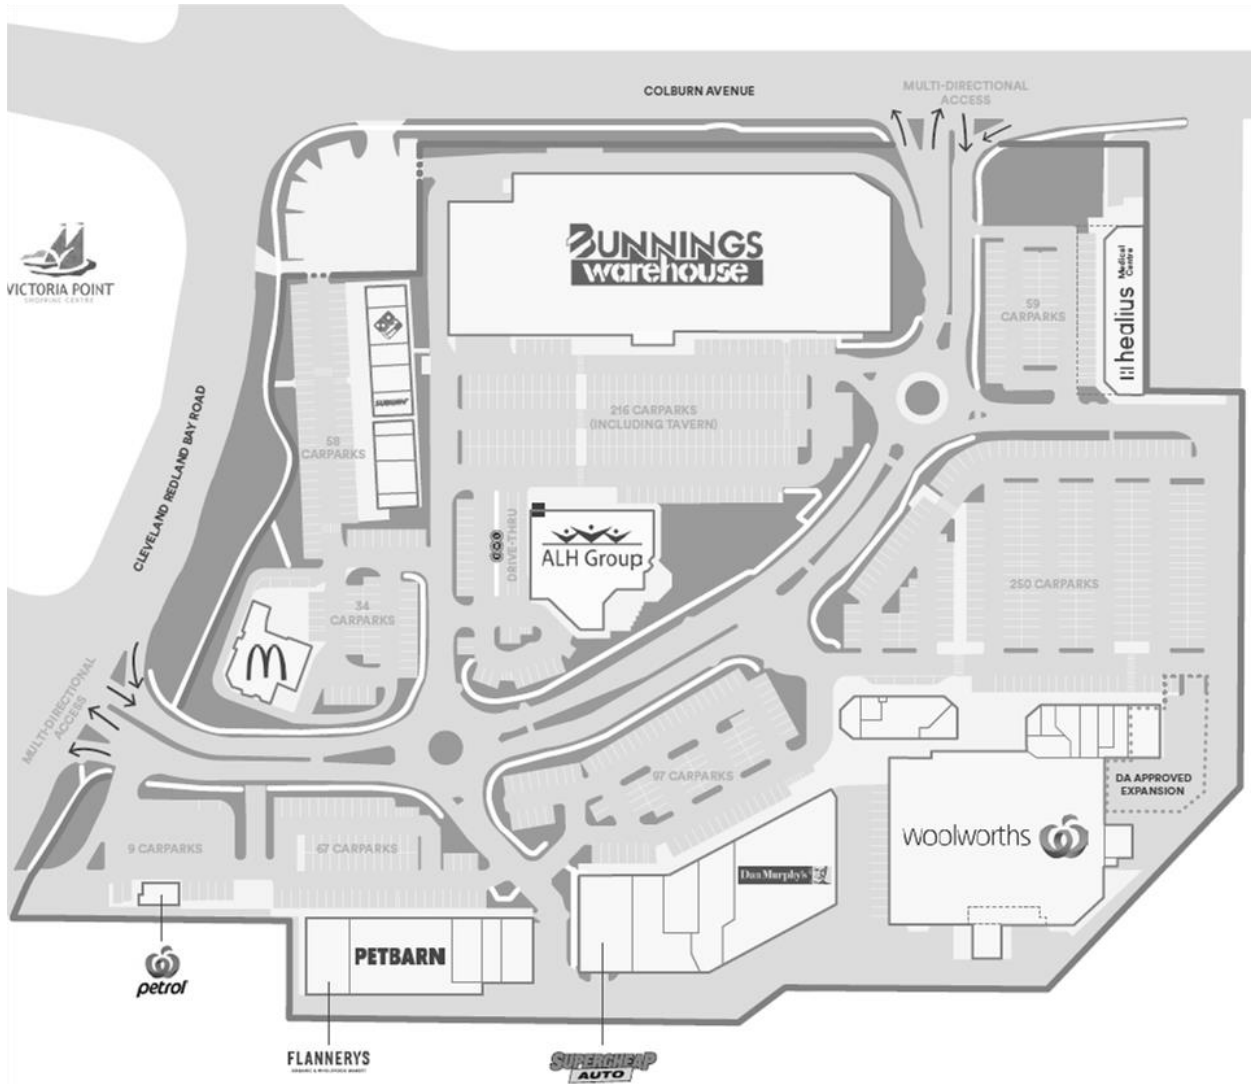 COLBURN AVENUE
MULTI-DIRECTIONAL
ACCESS
VICTORIA POINT
SHOPPING CENTRE
BUNNINGS
warehouse
healius
Medical
Centre
59
CARPARKS
SUBWAY
216 CARPARKS
(INCLUDING TAVERN)
58
CARPARKS
CLEVELAND REDLAND BAY ROAD
DRIVE-THRU
ALH Group
250 CARPARKS
34
CARPARKS
M
MULTI-DIRECTIONAL
ACCESS
97 CARPARKS
DA APPROVED
EXPANSION
woolworths
9 CARPARKS
67 CARPARKS
Dan Murphy's
PETBARN
petrol
FLANNERYS
SUPERCHEAP
AUTO